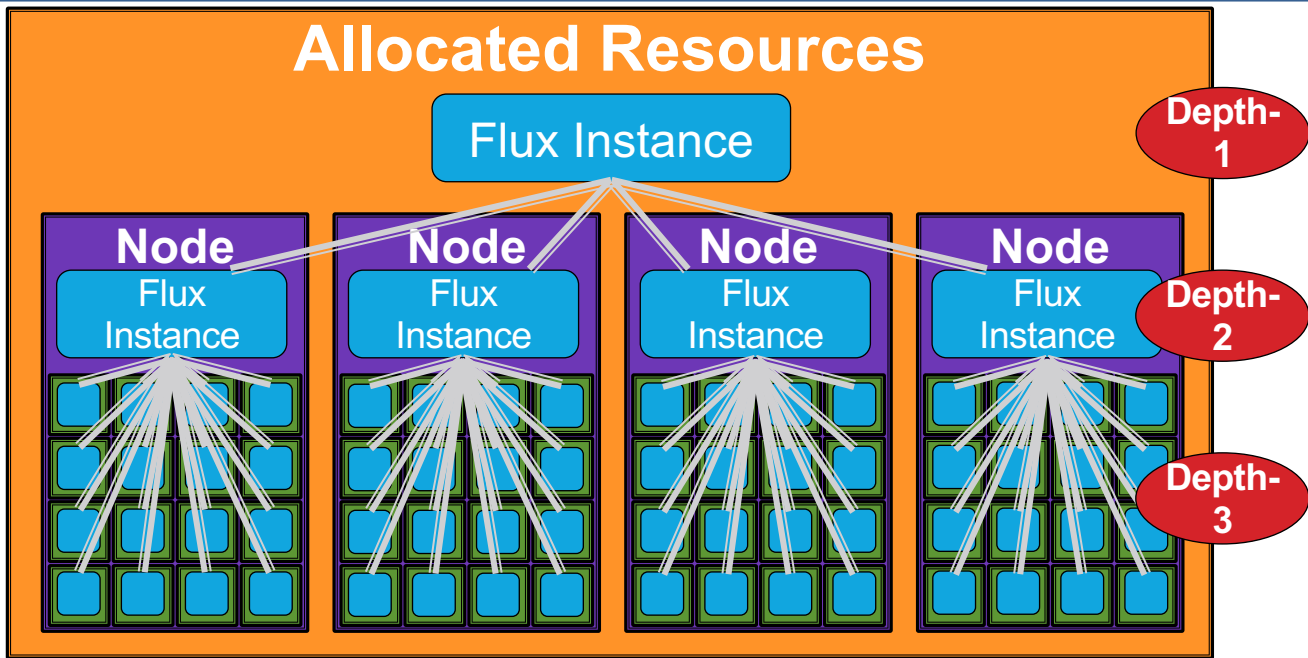 Allocated Resources
Flux Instance
Depth-
1
Node
Flux
Instance
Node
Flux
Instance
Node
Flux
Instance
Node
Flux
Instance
Depth-
2
Depth-
3